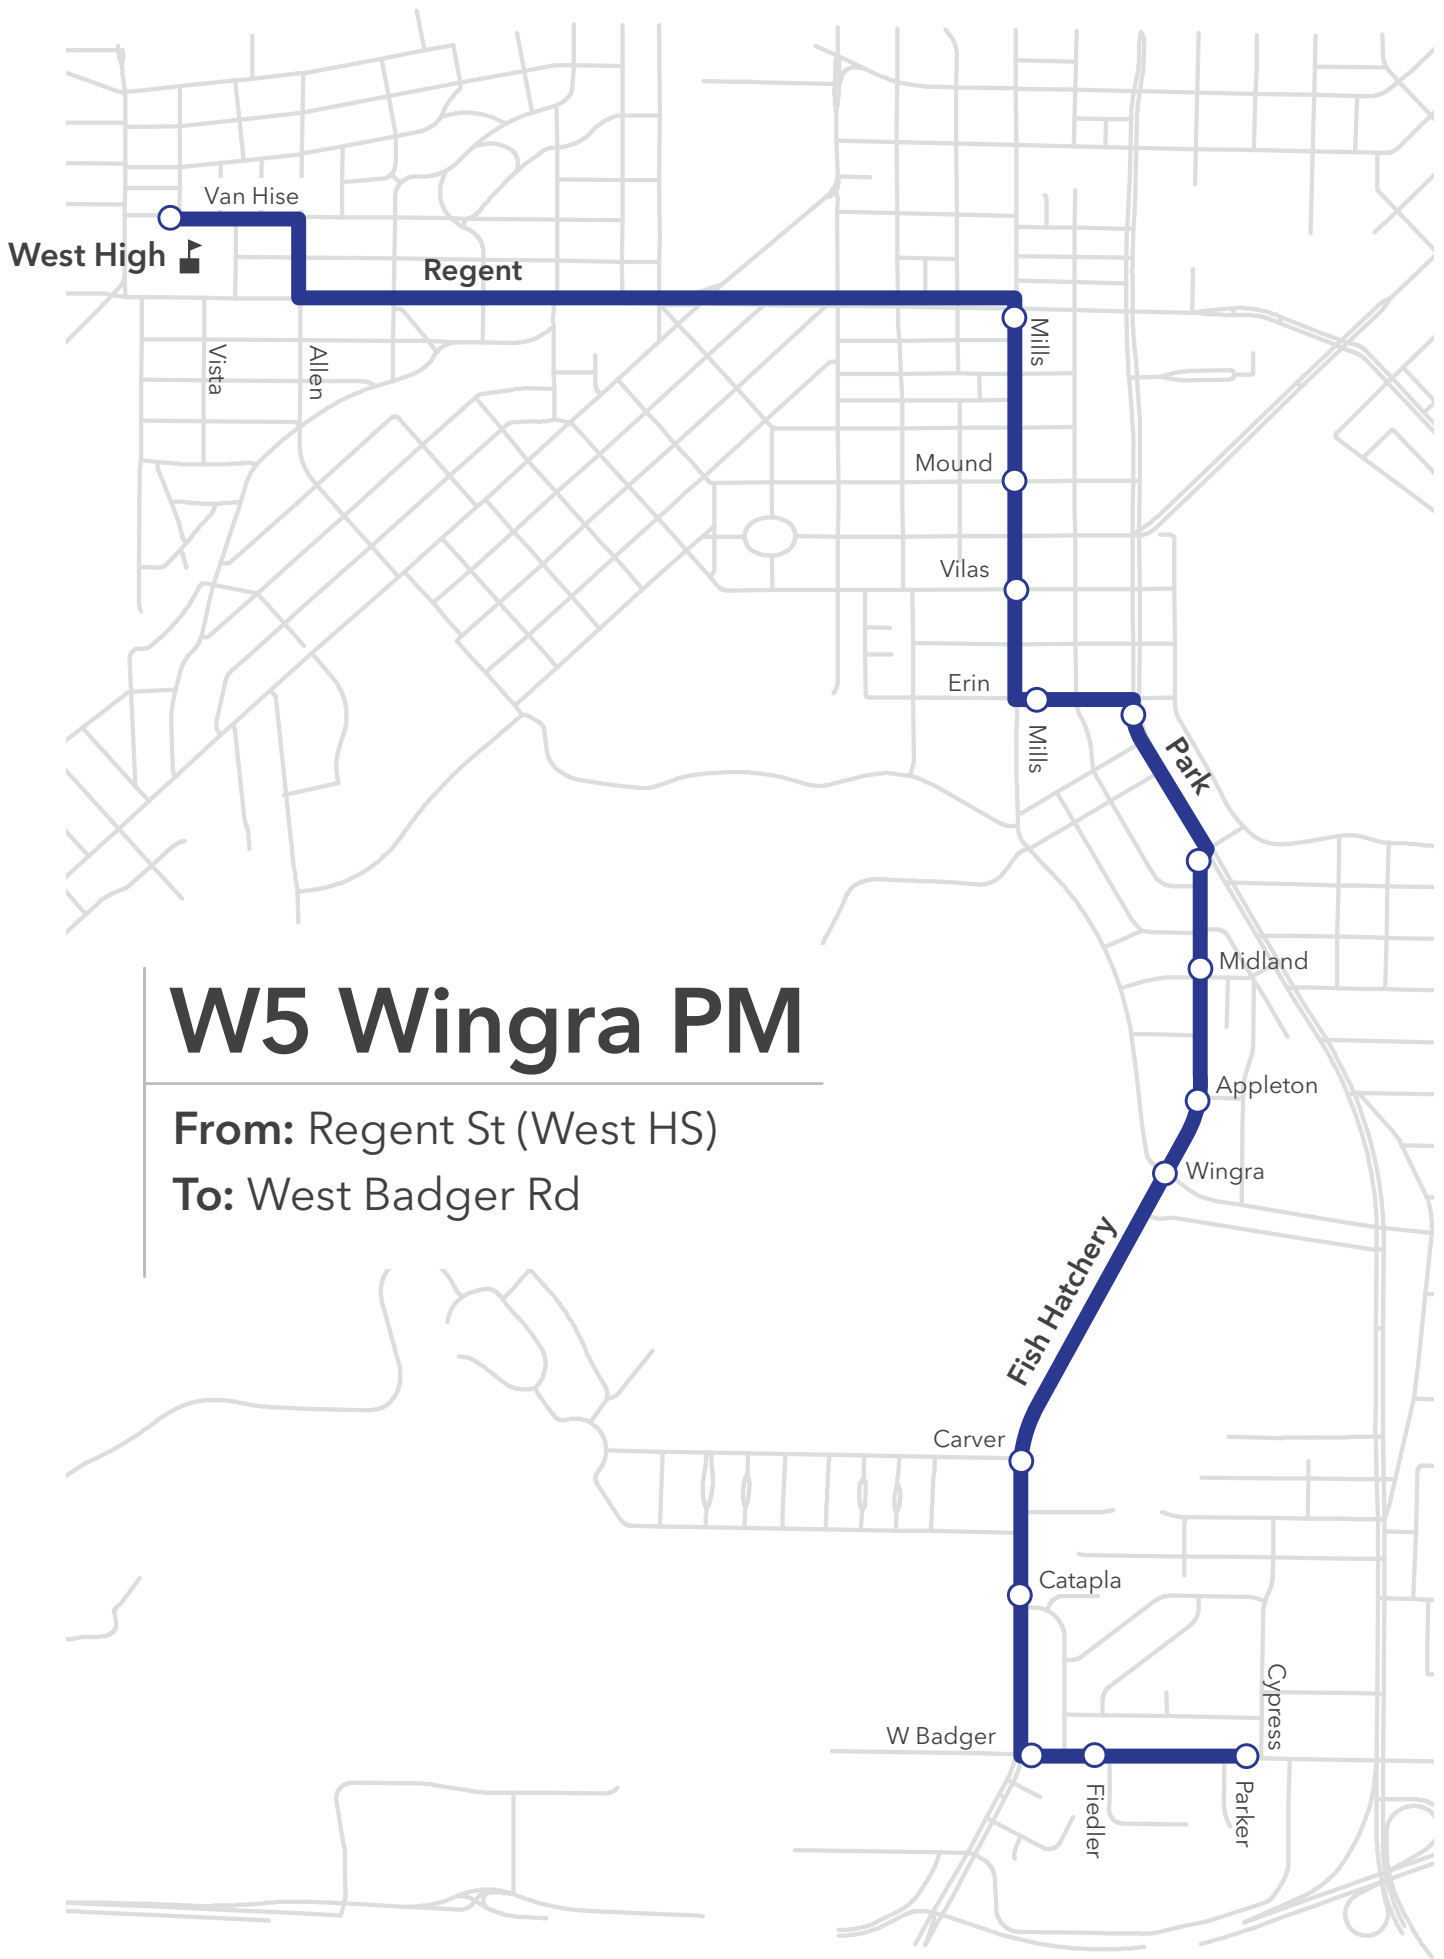 Van Hise
West High
Regent
Mills
Vista
Allen
Mound
Vilas
Erin
Mills
Park
Midland
W5 Wingra PM
Appleton
From: Regent St (West HS)
Wingra
To: West Badger Rd
Fish Hatchery
Carver
Catapla
Cypress
W Badger
Fiedler
Parker